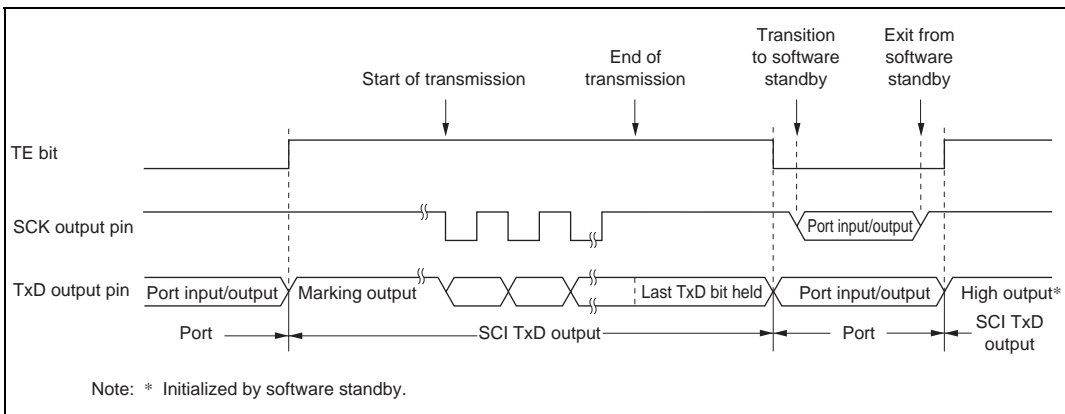 Transition
to software
standby
Exit from
software
standby
End of
transmission
Start of transmission
TE bit
SCK output pin
Port input/output
TxD output pin
Port input/output
Marking output
Last TxD bit held
Port input/output
High output*
Port
SCI TxD output
Port
SCI TxD
output
Note: * Initialized by software standby.